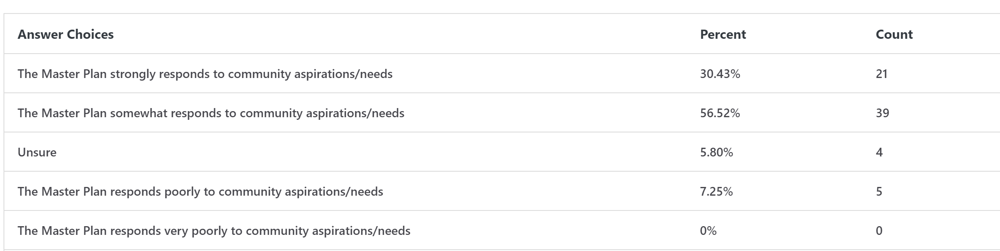 Answer Choices Percent Count
The Master Plan strongly responds to community aspirations/needs 30.43% 21
The Master Plan somewhat responds to community aspirations/needs 56.52% 39
Unsure 5.80% 4
The Master Plan responds poorly to community aspirations/needs 7.25% 5
The Master Plan responds very poorly to community aspirations/needs 0% 0